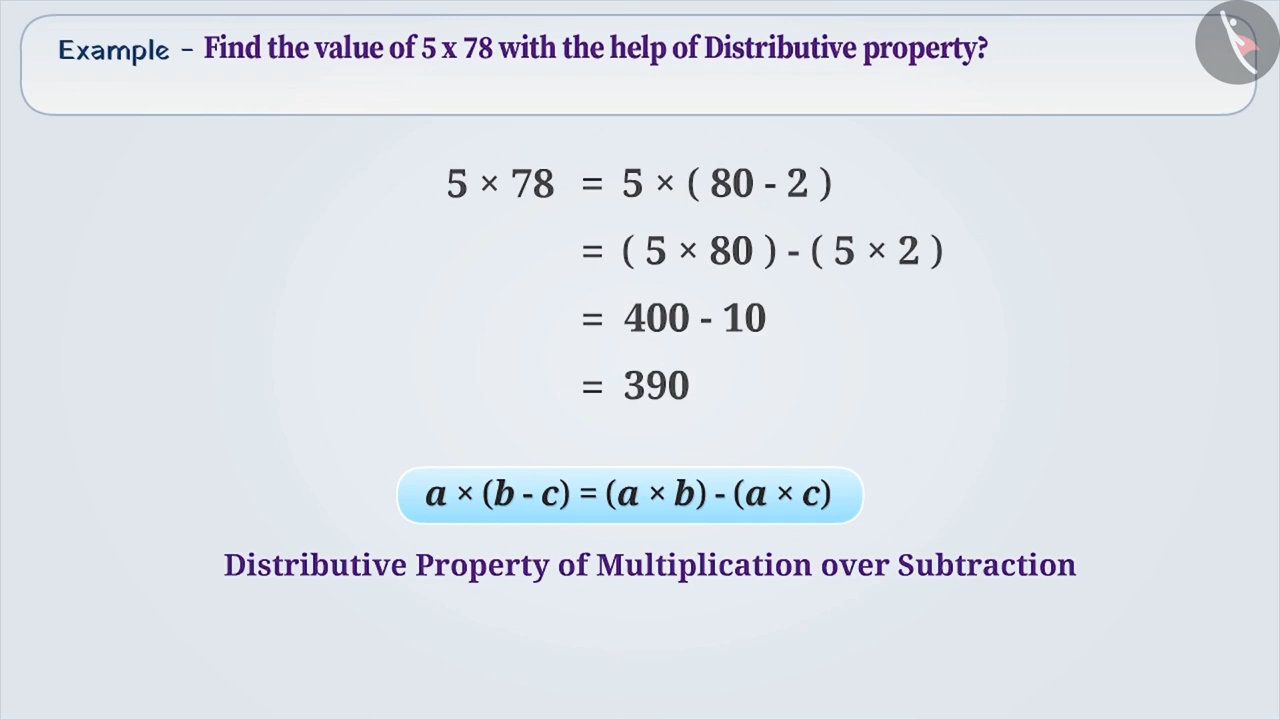 Example - Find the value of 5 x 78 with the help of Distributive property?
5 × 78 = 5 × ( 80 - 2 )
= ( 5 × 80 ) - ( 5 × 2 )
= 400 - 10
= 390
a × (b - c) = (a × b) - (a × c)
Distributive Property of Multiplication over Subtraction